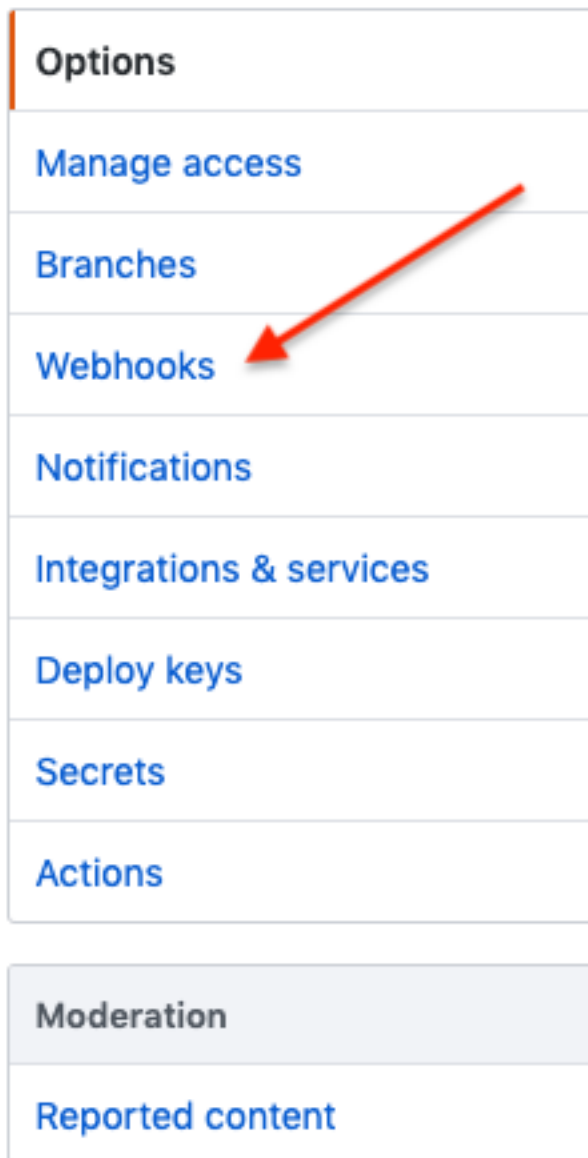 Options
Manage access
Branches
Webhooks
Notifications
Integrations & services
Deploy keys
Secrets
Actions
Moderation
Reported content